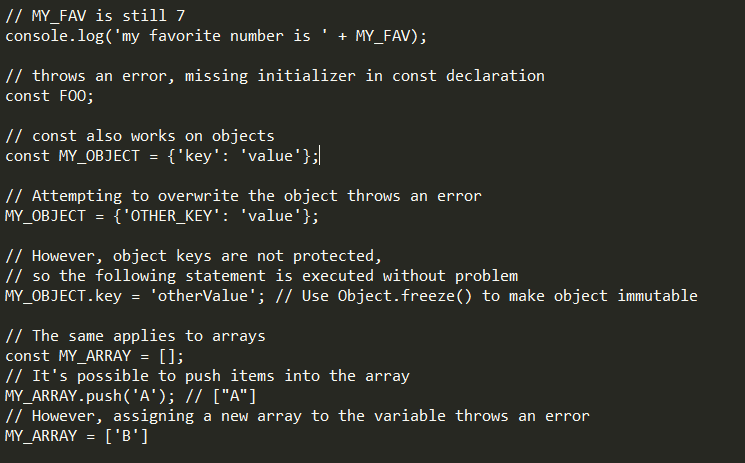 // MY_FAV is still 7
console.log('my favorite number is ' + MY_FAV);
// throws an error, missing initializer in const declaration
const FOO;
// const also works on objects
const MY_OBJECT = {'key': 'value'};
// Attempting to overwrite the object throws an error
MY_OBJECT = {'OTHER_KEY': 'value'};
// However, object keys are not protected,
// so the following statement is executed without problem
MY_OBJECT.key = 'otherValue'; // Use Object.freeze() to make object immutable
// The same applies to arrays
const MY_ARRAY = [];
// It's possible to push items into the array
MY_ARRAY.push('A'); // ["A"]
// However, assigning a new array to the variable throws an error
MY_ARRAY = ['B']